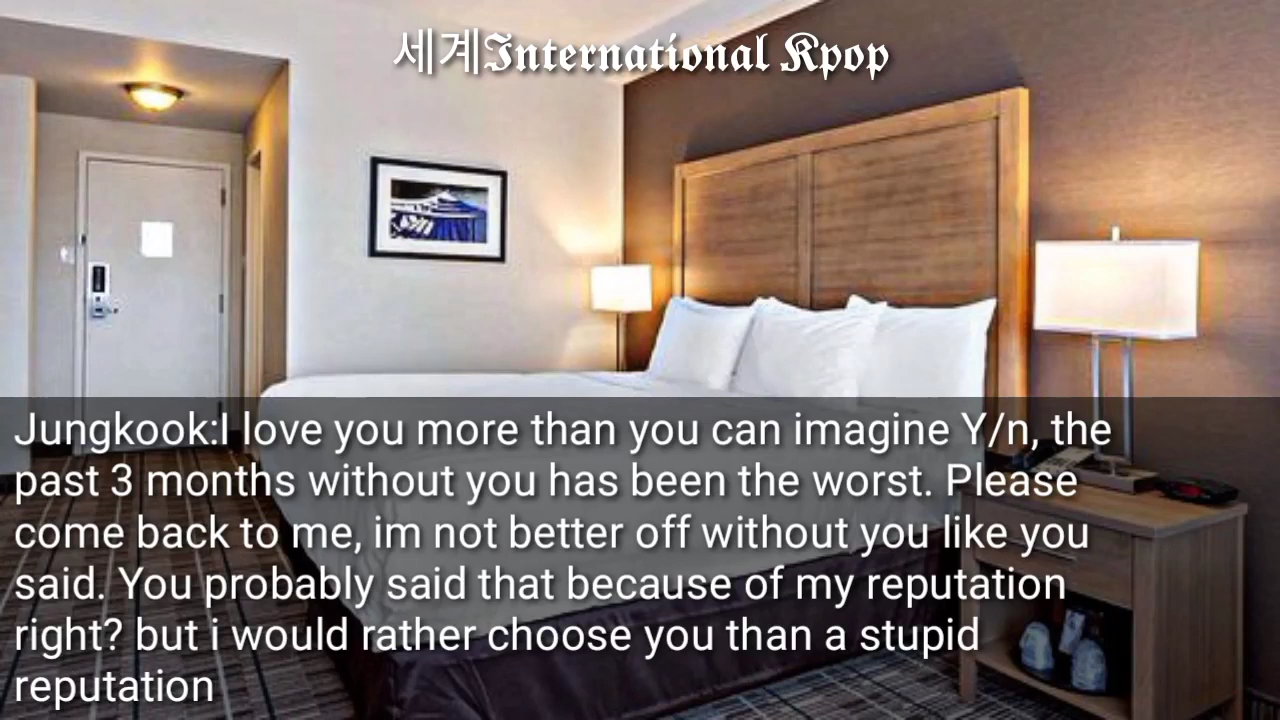 세계International Kpop
Jungkook:I love you more than you can imagine Y/n, the
past 3 months without you has been the worst. Please
come back to me, im not better off without you like you
said. You probably said that because of my reputation
right? but i would rather choose you than a stupid
reputation